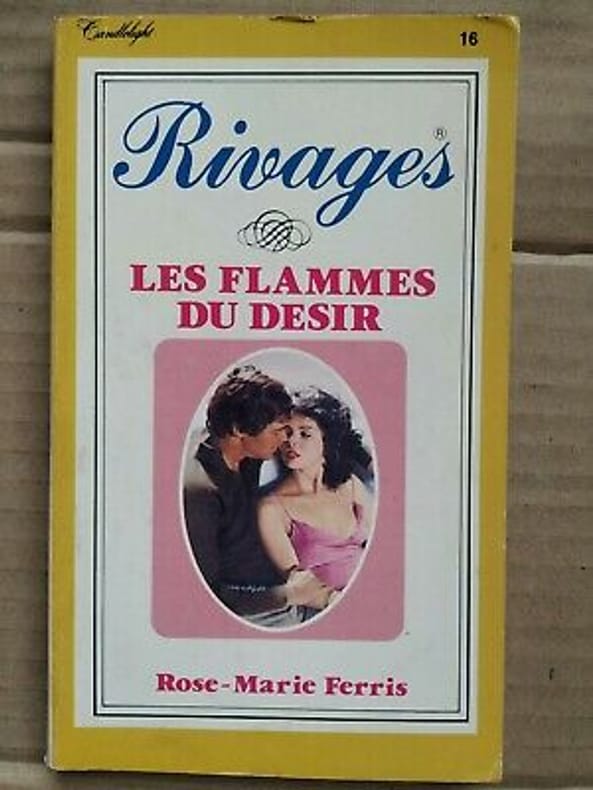 Candlelight
16
Rivages®
LES FLAMMES
DU DESIR
Rose-Marie Ferris